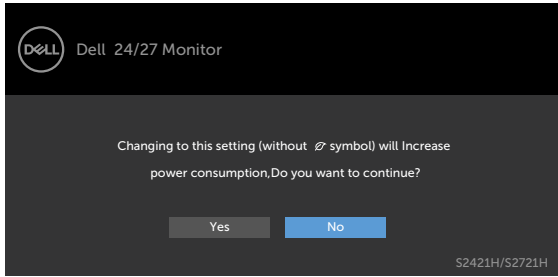 DELL Dell 24/27 Monitor
Changing to this setting (without symbol) will Increase
power consumption,Do you want to continue?
Yes No
S2421H/S2721H